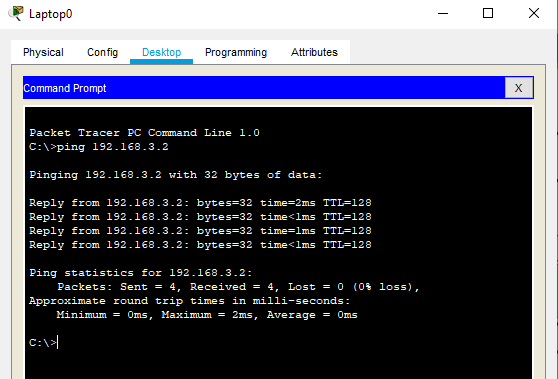 Laptop0
Physical Config Desktop Programming Attributes
Command Prompt
X
Packet Tracer PC Command Line 1.0
C:\>ping 192.168.3.2
Pinging 192.168.3.2 with 32 bytes of data:
Reply from 192.168.3.2: bytes=32 time=2ms TTL=128
Reply from 192.168.3.2: bytes=32 time<1ms TTL=128
Reply from 192.168.3.2: bytes=32 time=1ms TTL=128
Reply from 192.168.3.2: bytes=32 time<1ms TTL=128
Ping statistics for 192.168.3.2:
Packets: Sent = 4, Received = 4, Lost = 0 (0% loss),
Approximate round trip times in milli-seconds:
Minimum = 0ms, Maximum = 2ms, Average = 0ms
C:\>